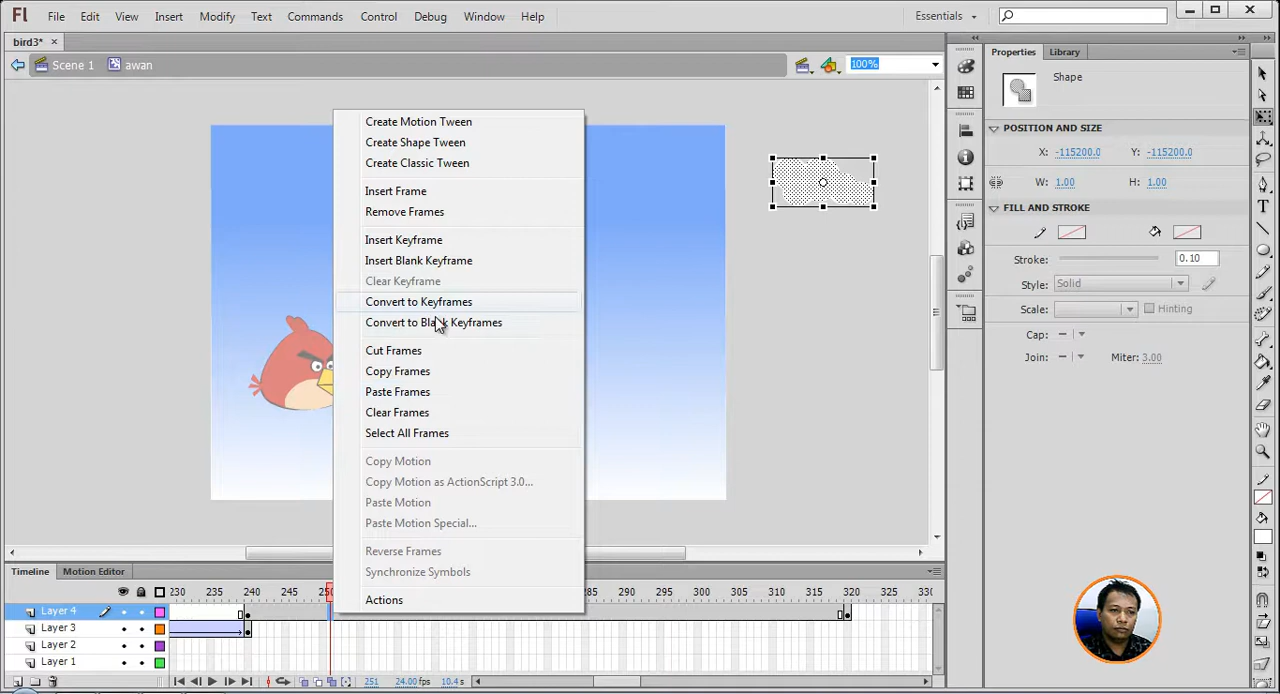 Fl File Edit View Insert Modify Text Commands Control Debug Window Help Essentials
bird3* ×
Scene 1 awan 100%
Properties Library
Shape
POSITION AND SIZE
X: -115200.0 Y: -115200.0
W: 1.00 H: 1.00
FILL AND STROKE
Stroke: 0.10
Style: Solid
Scale: Hinting
Cap: Join: Miter: 3.00
Create Motion Tween
Create Shape Tween
Create Classic Tween
Insert Frame
Remove Frames
Insert Keyframe
Insert Blank Keyframe
Clear Keyframe
Convert to Keyframes
Convert to Blank Keyframes
Cut Frames
Copy Frames
Paste Frames
Clear Frames
Select All Frames
Copy Motion
Copy Motion as ActionScript 3.0...
Paste Motion
Paste Motion Special...
Reverse Frames
Synchronize Symbols
Actions
Timeline Motion Editor
230 235 240 245 285 290 295 300 305 310 315 320 325
Layer 4
Layer 3
Layer 2
Layer 1
251 24.00 fps 10.4 s